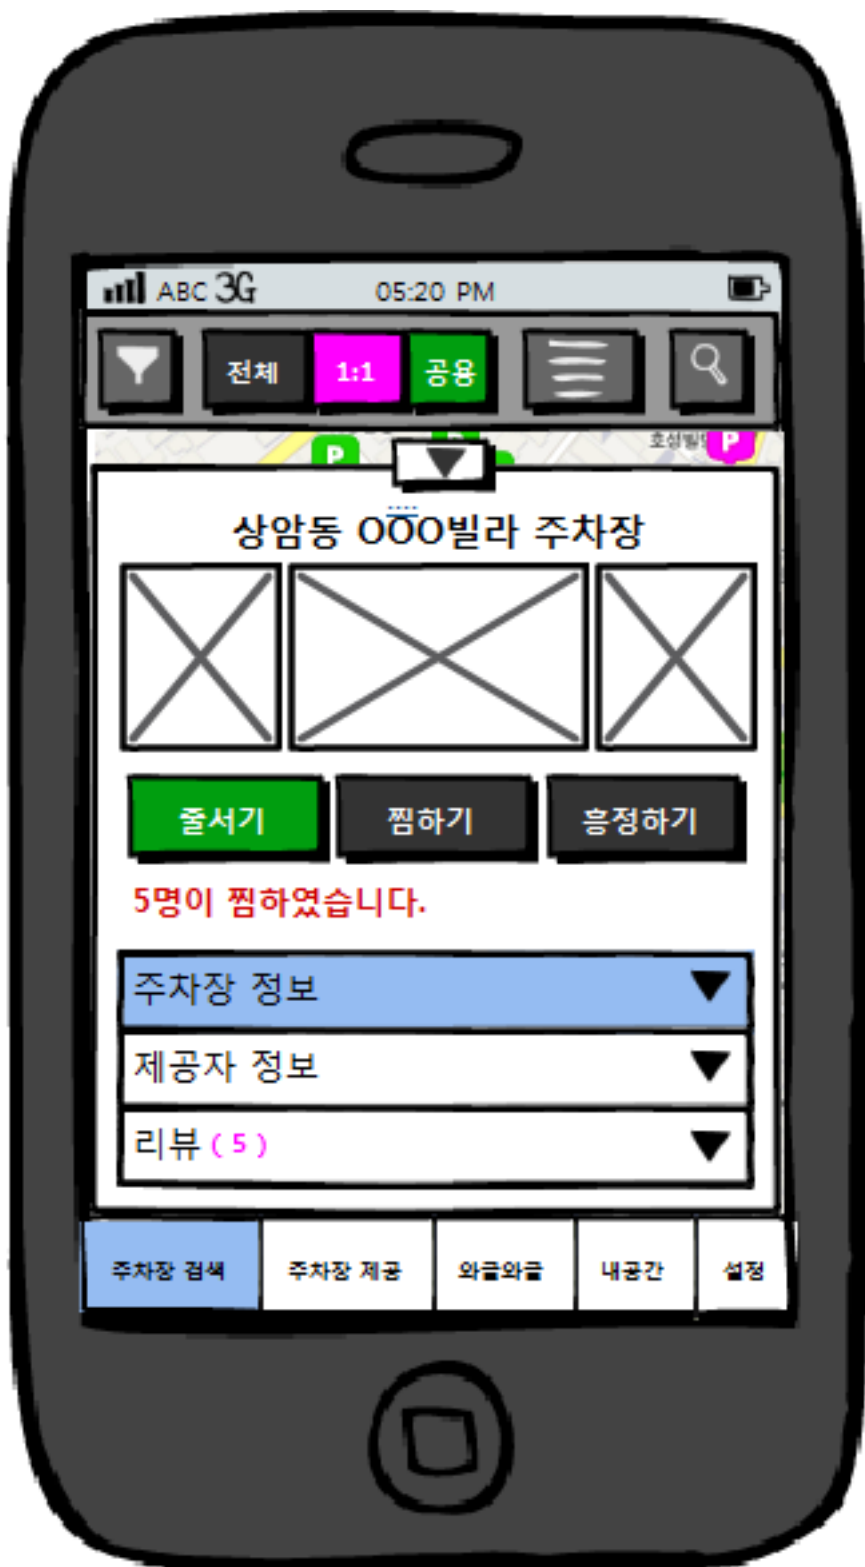 ABC 3G 05:20 PM
전체 1:1 공용
P P 호성빌 P
상암동 OOO빌라 주차장
줄서기 찜하기 흥정하기
5명이 찜하였습니다.
주차장 정보
제공자 정보
리뷰 ( 5 )
주차장 검색 주차장 제공 와글와글 내공간 설정